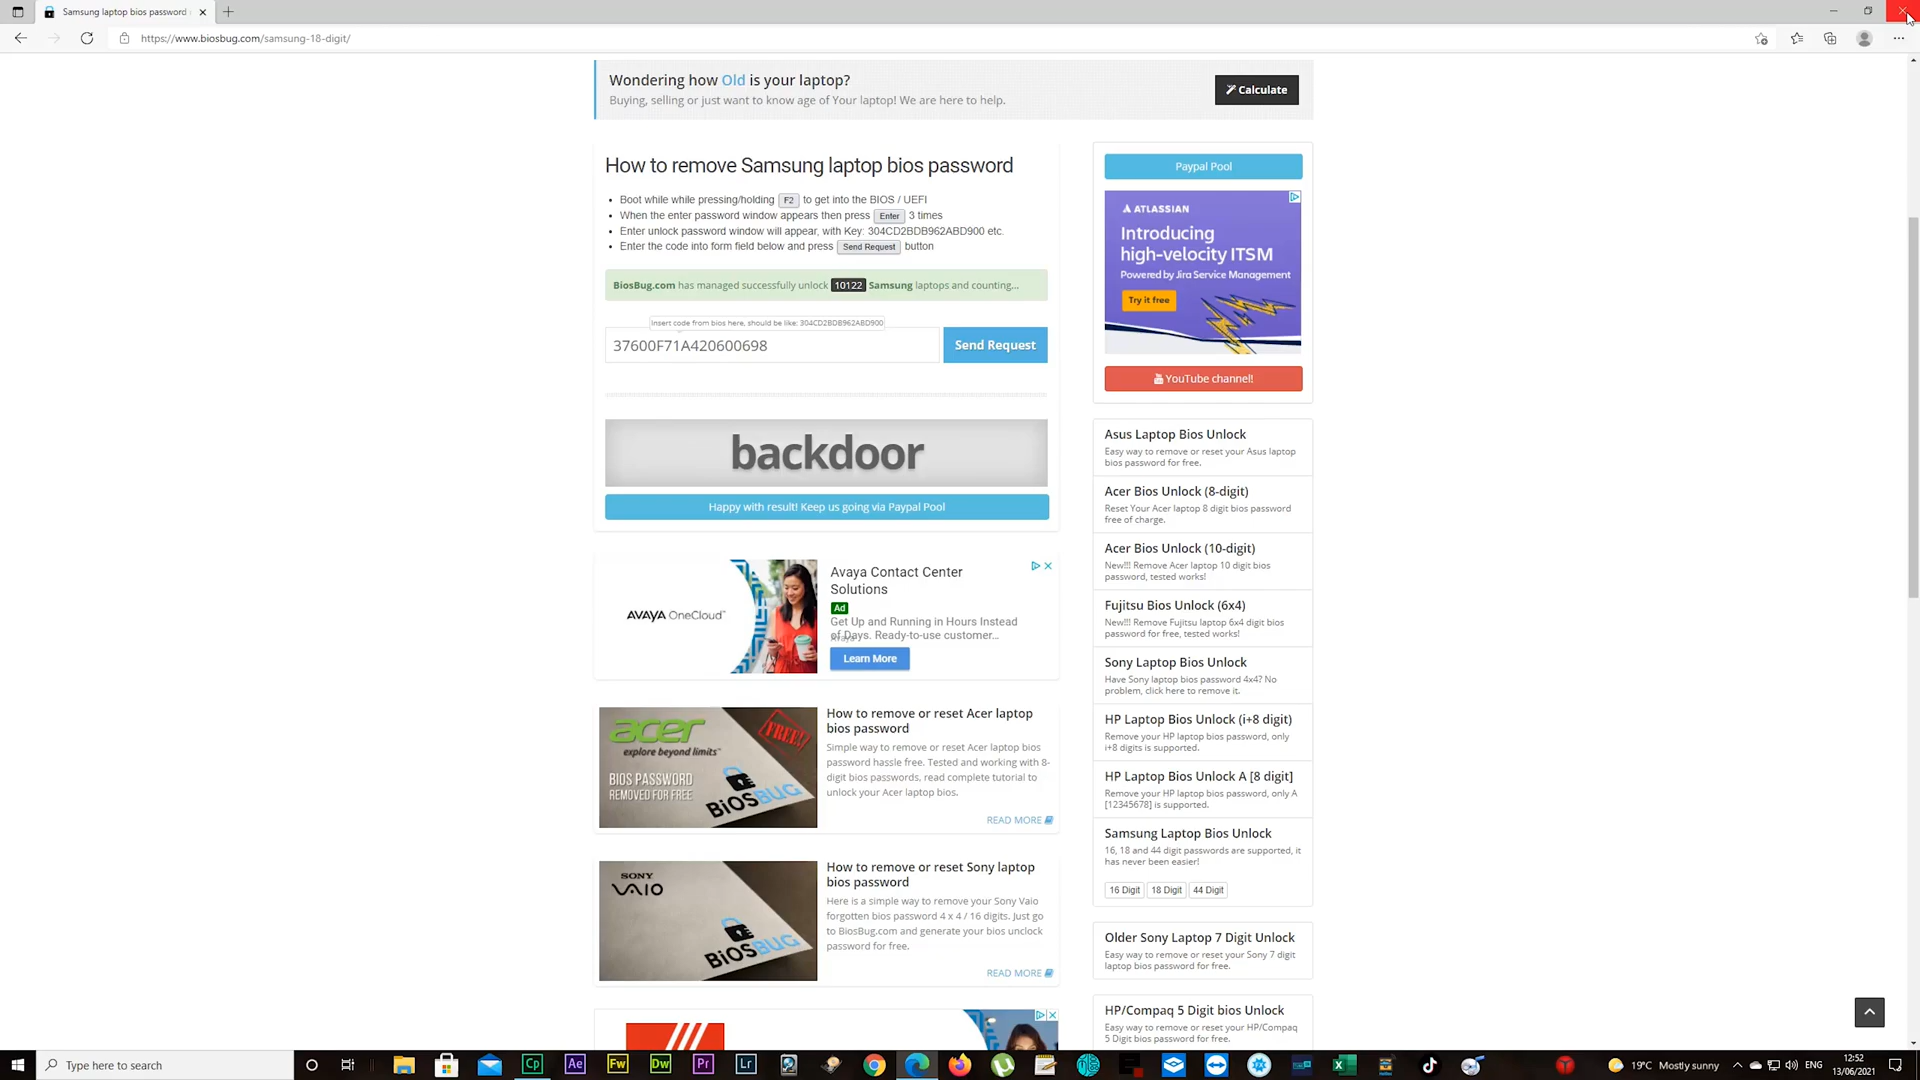 Samsung laptop bios password
https://www.biosbug.com/samsung-18-digit/
Wondering how Old is your laptop?
Buying, selling or just want to know age of Your laptop! We are here to help.
Calculate
How to remove Samsung laptop bios password
Boot while while pressing/holding F2 to get into the BIOS / UEFI
When the enter password window appears then press Enter 3 times
Enter unlock password window will appear, with Key: 304CD2BDB962ABD900 etc.
Enter the code into form field below and press Send Request button
BiosBug.com has managed successfully unlock 10122 Samsung laptops and counting...
Insert code from bios here, should be like: 304CD2BDB962ABD900
37600F71A420600698
Send Request
backdoor
Happy with result! Keep us going via Paypal Pool
AVAYA OneCloud
Avaya Contact Center
Solutions
Ad
Get Up and Running in Hours Instead
of Days. Ready-to-use customer...
Learn More
acer
explore beyond limits™
FREE!
BIOS PASSWORD
REMOVED FOR FREE
BIOSBUG
How to remove or reset Acer laptop
bios password
Simple way to remove or reset Acer laptop bios
password hassle free. Tested and working with 8-
digit bios passwords, read complete tutorial to
unlock your Acer laptop bios.
READ MORE
SONY
VAIO
BIOSBUG
How to remove or reset Sony laptop
bios password
Here is a simple way to remove your Sony Vaio
forgotten bios password 4 x 4 / 16 digits. Just go
to BiosBug.com and generate your bios unclock
password for free.
READ MORE
Paypal Pool
ATLASSIAN
Introducing
high-velocity ITSM
Powered by Jira Service Management
Try it free
YouTube channel!
Asus Laptop Bios Unlock
Easy way to remove or reset your Asus laptop
bios password for free.
Acer Bios Unlock (8-digit)
Reset Your Acer laptop 8 digit bios password
free of charge.
Acer Bios Unlock (10-digit)
New!!! Remove Acer laptop 10 digit bios
password, tested works!
Fujitsu Bios Unlock (6x4)
New!!! Remove Fujitsu laptop 6x4 digit bios
password for free, tested works!
Sony Laptop Bios Unlock
Have Sony laptop bios password 4x4? No
problem, click here to remove it.
HP Laptop Bios Unlock (i+8 digit)
Remove your HP laptop bios password, only
i+8 digits is supported.
HP Laptop Bios Unlock A [8 digit]
Remove your HP laptop bios password, only A
[12345678] is supported.
Samsung Laptop Bios Unlock
16, 18 and 44 digit passwords are supported, it
has never been easier!
16 Digit 18 Digit 44 Digit
Older Sony Laptop 7 Digit Unlock
Easy way to remove or reset your Sony 7 digit
laptop bios password for free.
HP/Compaq 5 Digit bios Unlock
Easy way to remove or reset your HP/Compaq
5 Digit bios password for free.
Type here to search
Cp Ae Fw Dw Pr Lr
19°C Mostly sunny
ENG
12:52
13/06/2021